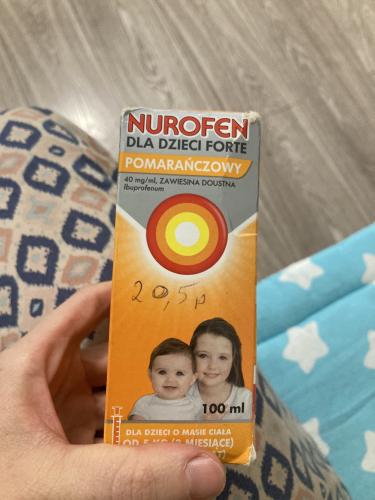 NUROFEN
DLA DZIECI FORTE
POMARAŃCZOWY
40 mg/ml, ZAWIESINA DOUSTNA
Ibuprofenum
20,5p
100 ml
DLA DZIECI O MASIE CIAŁA
OD 5 KG (3 MIESIĄCE)